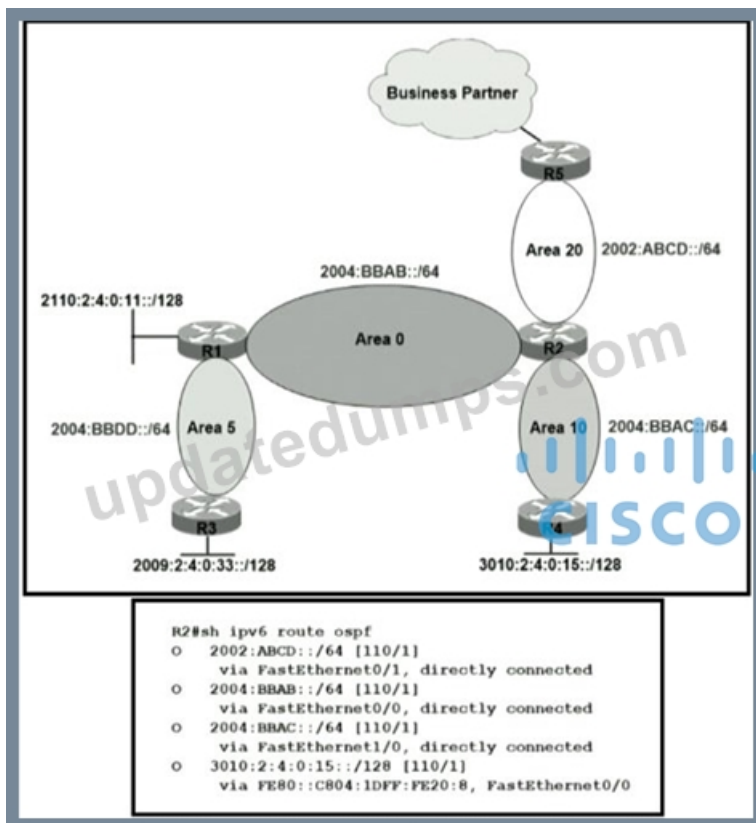 Business Partner
R5
Area 20
2002:ABCD::/64
2004:BBAB::/64
2110:2:4:0:11::/128
R1
Area 0
R2
2004:BBDD::/64
Area 5
Area 10
2004:BBAC::/64
updatedumps.com
CISCO
R3
R4
2009:2:4:0:33::/128
3010:2:4:0:15::/128
R2#sh ipv6 route ospf
O 2002:ABCD::/64 [110/1]
via FastEthernet0/1, directly connected
O 2004:BBAB::/64 [110/1]
via FastEthernet0/0, directly connected
O 2004:BBAC::/64 [110/1]
via FastEthernet1/0, directly connected
O 3010:2:4:0:15::/128 [110/1]
via FE80::C804:1DFF:FE20:8, FastEthernet0/0